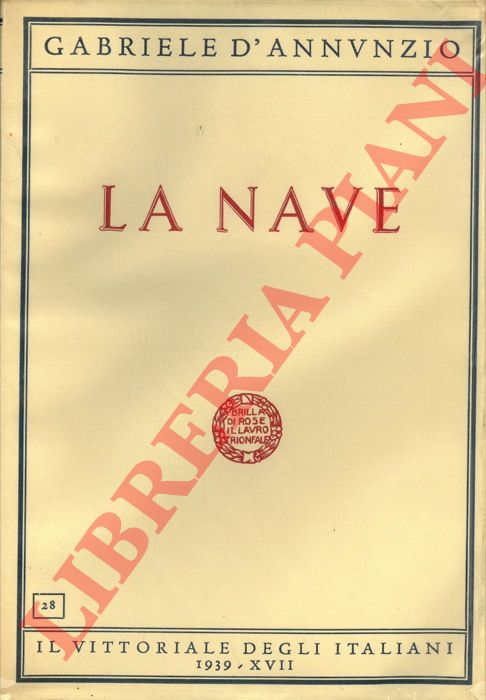 GABRIELE D'ANNVNZIO
LA NAVE
BRILLA
DI ROSE
IL LAVRO
TRIONFALE
28
IL VITTORIALE DEGLI ITALIANI
1939 - XVII
LIBRERIA PIANI